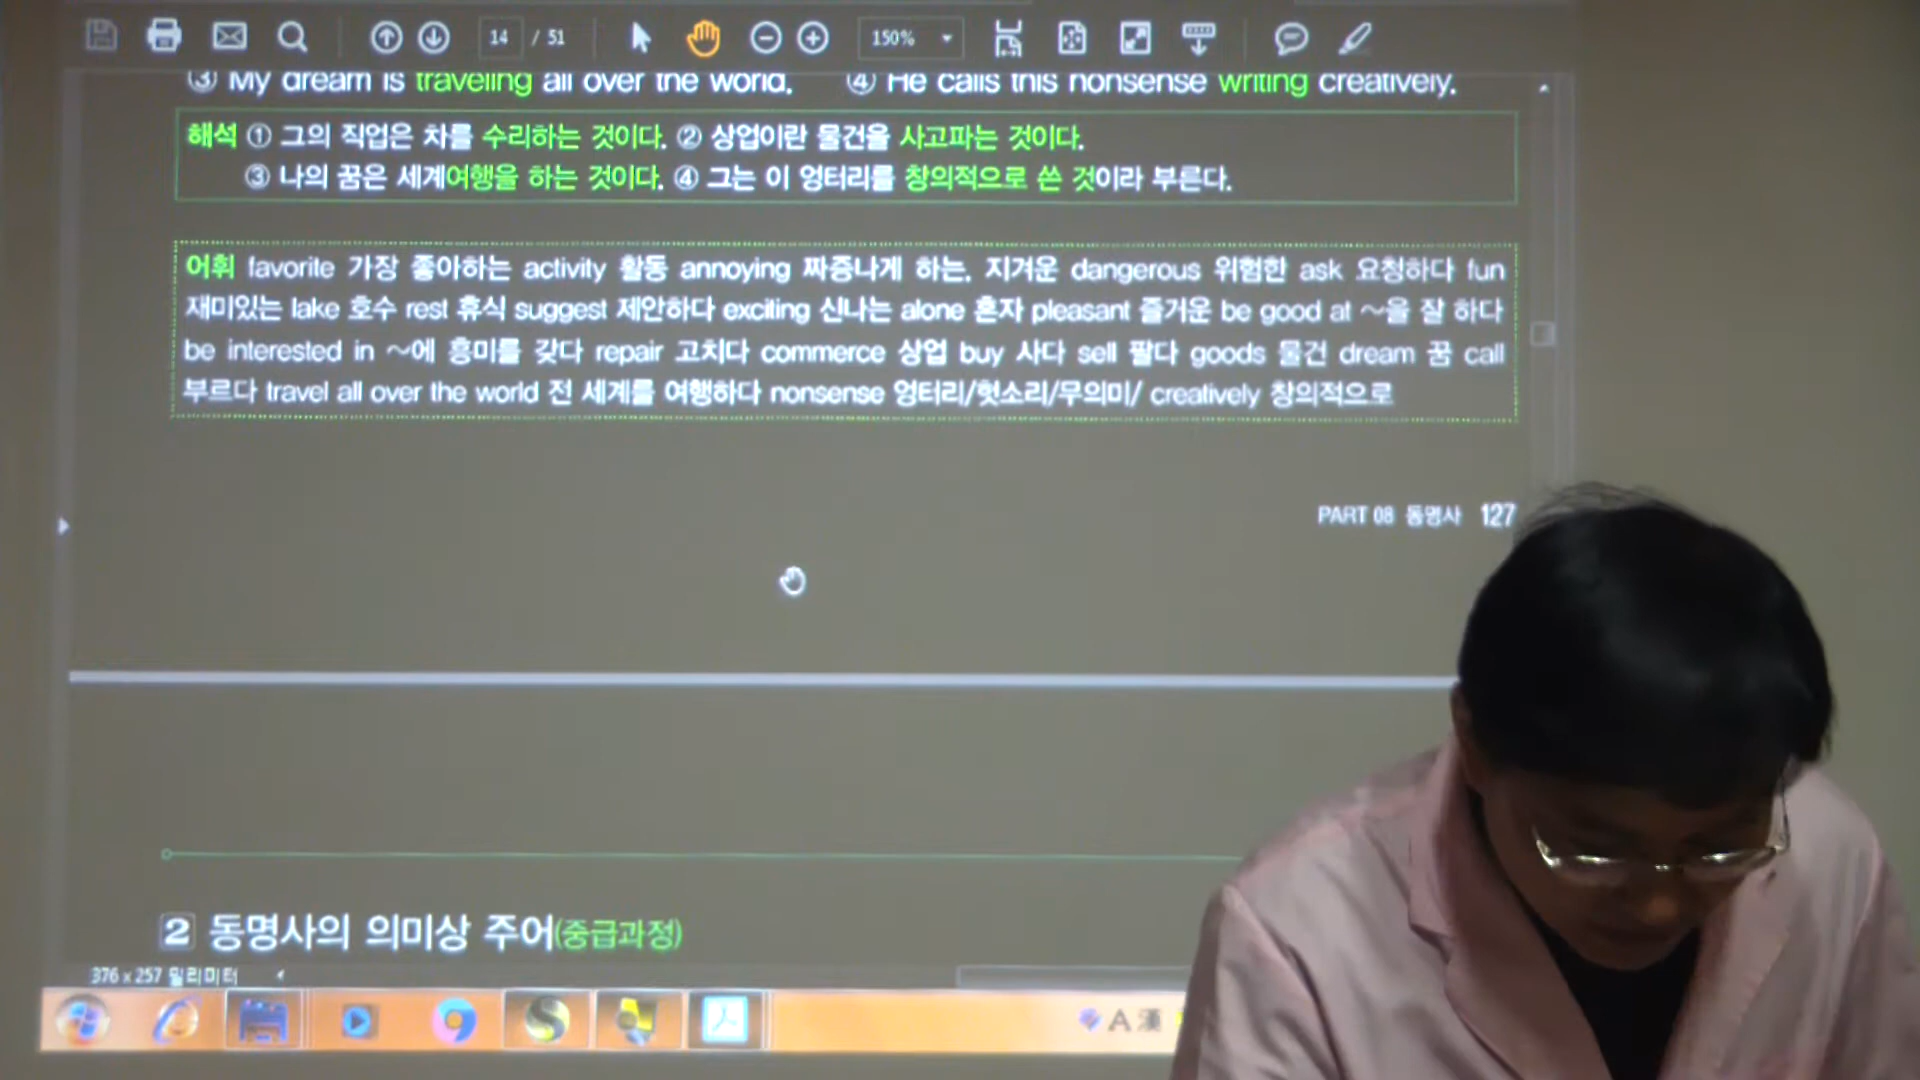 14 / 51 150%
③ My dream is traveling all over the world. ④ He calls this nonsense writing creatively.
해석 ① 그의 직업은 차를 수리하는 것이다. ② 상업이란 물건을 사고파는 것이다.
③ 나의 꿈은 세계여행을 하는 것이다. ④ 그는 이 엉터리를 창의적으로 쓴 것이라 부른다.
어휘 favorite 가장 좋아하는 activity 활동 annoying 짜증나게 하는, 지겨운 dangerous 위험한 ask 요청하다 fun
재미있는 lake 호수 rest 휴식 suggest 제안하다 exciting 신나는 alone 혼자 pleasant 즐거운 be good at ~을 잘 하다
be interested in ~에 흥미를 갖다 repair 고치다 commerce 상업 buy 사다 sell 팔다 goods 물건 dream 꿈 call
부르다 travel all over the world 전 세계를 여행하다 nonsense 엉터리/헛소리/무의미/ creatively 창의적으로
PART 08 동명사 127
2 동명사의 의미상 주어(중급과정)
376 x 257 밀리미터
A 漢